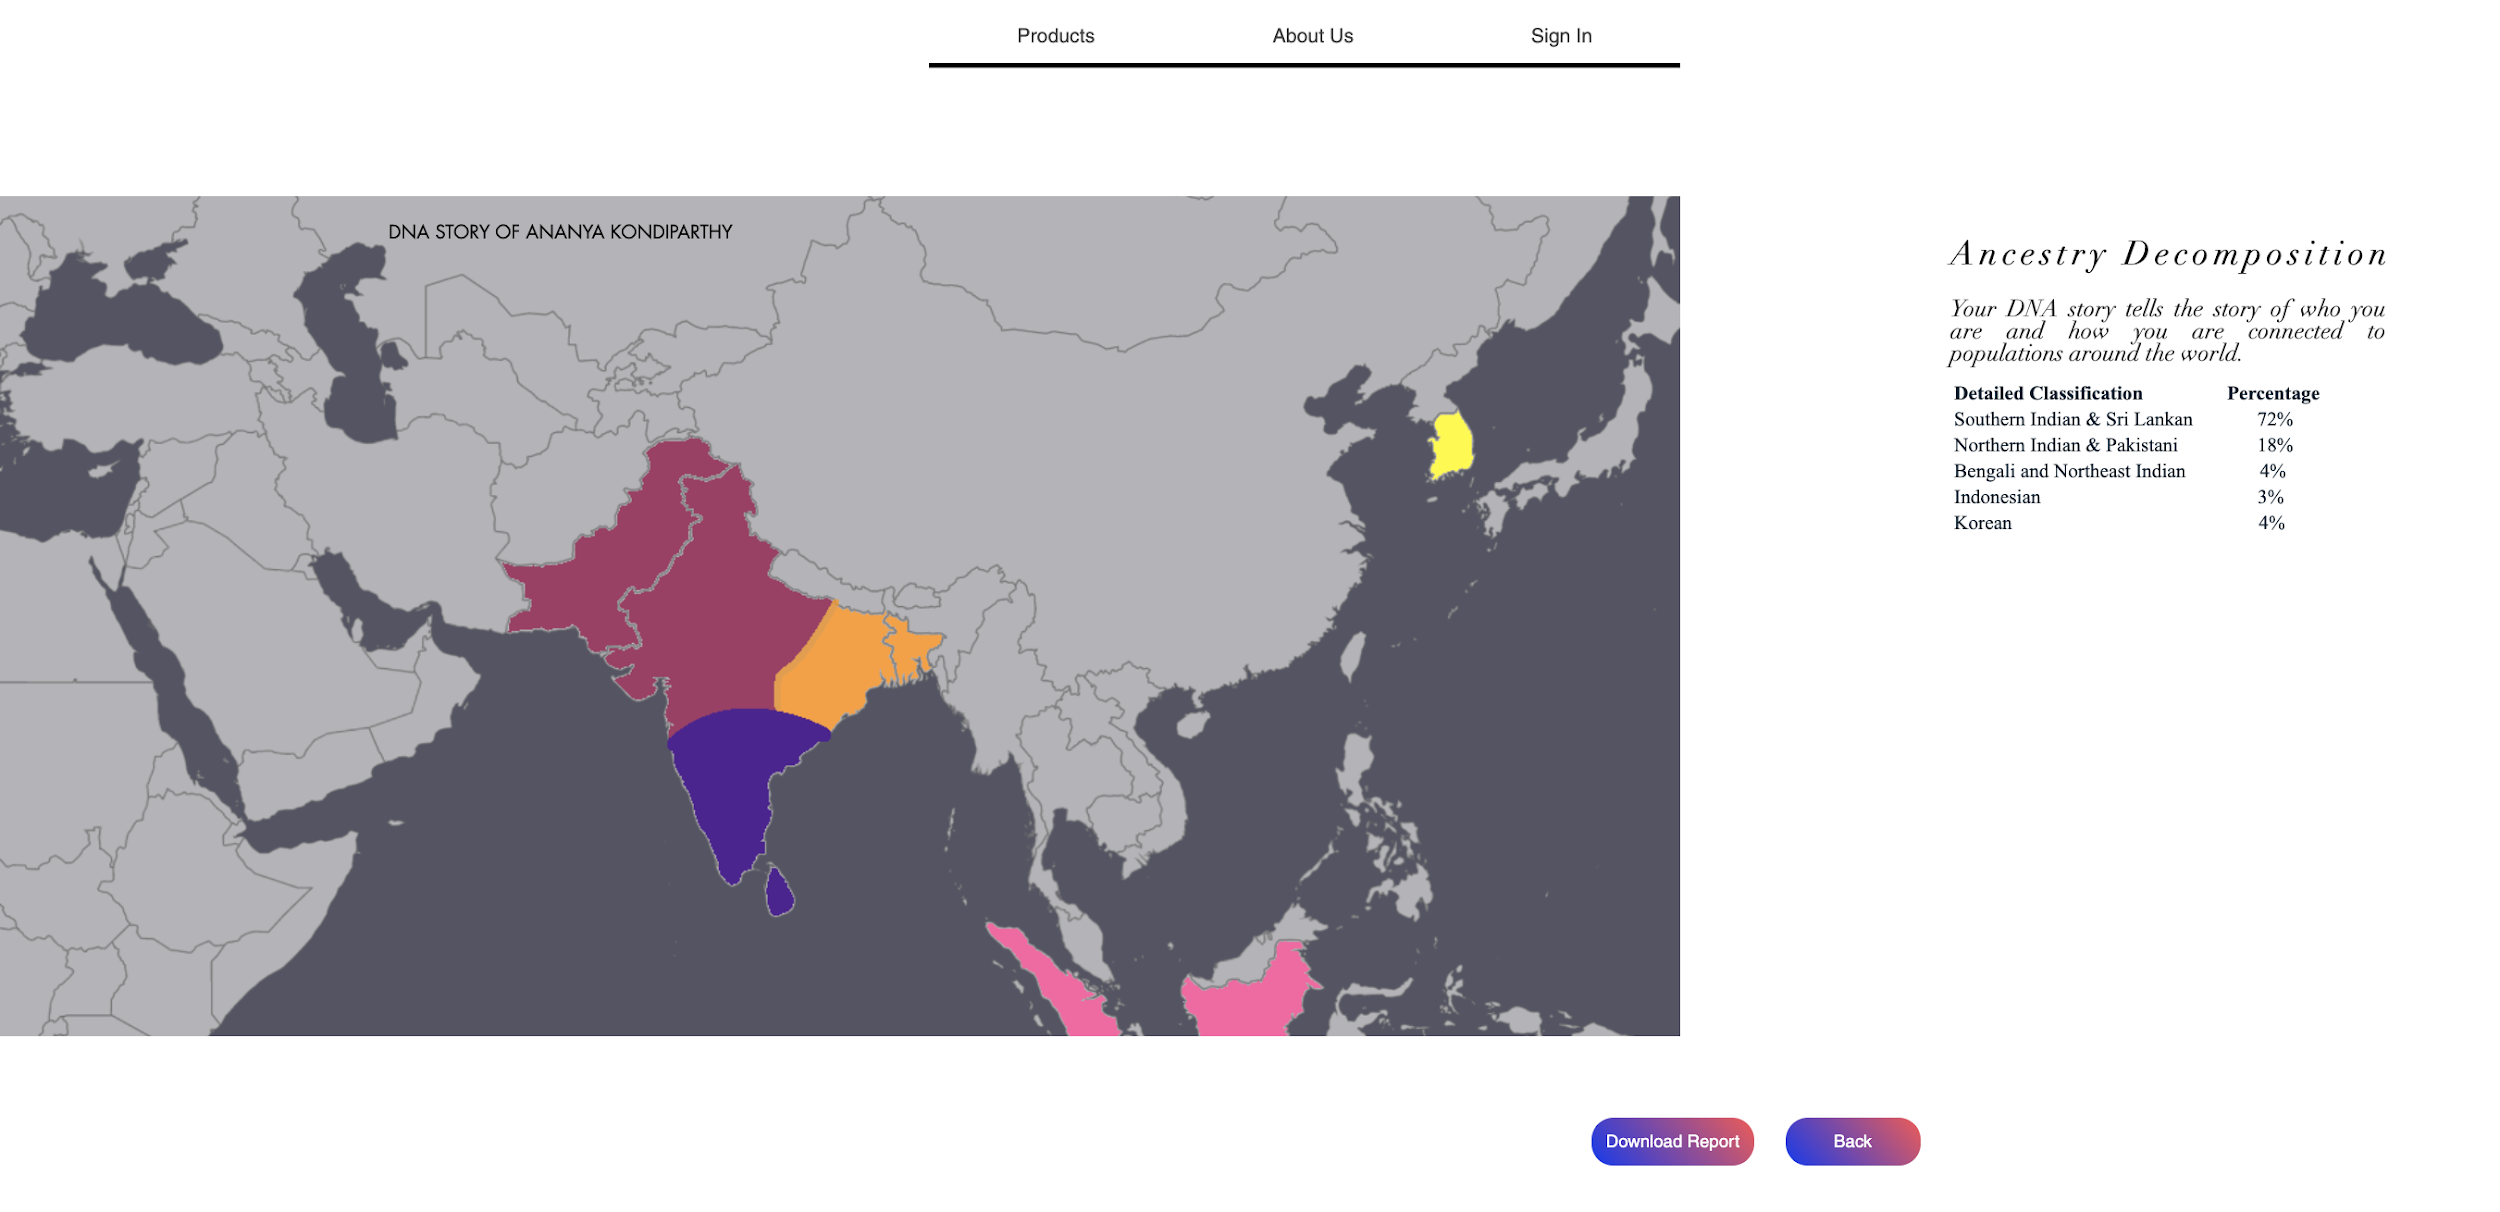 Products About Us Sign In
DNA STORY OF ANANYA KONDIPARTHY
Ancestry Decomposition
Your DNA story tells the story of who you
are and how you are connected to
populations around the world.
Detailed Classification Percentage
Southern Indian & Sri Lankan 72%
Northern Indian & Pakistani 18%
Bengali and Northeast Indian 4%
Indonesian 3%
Korean 4%
Download Report Back